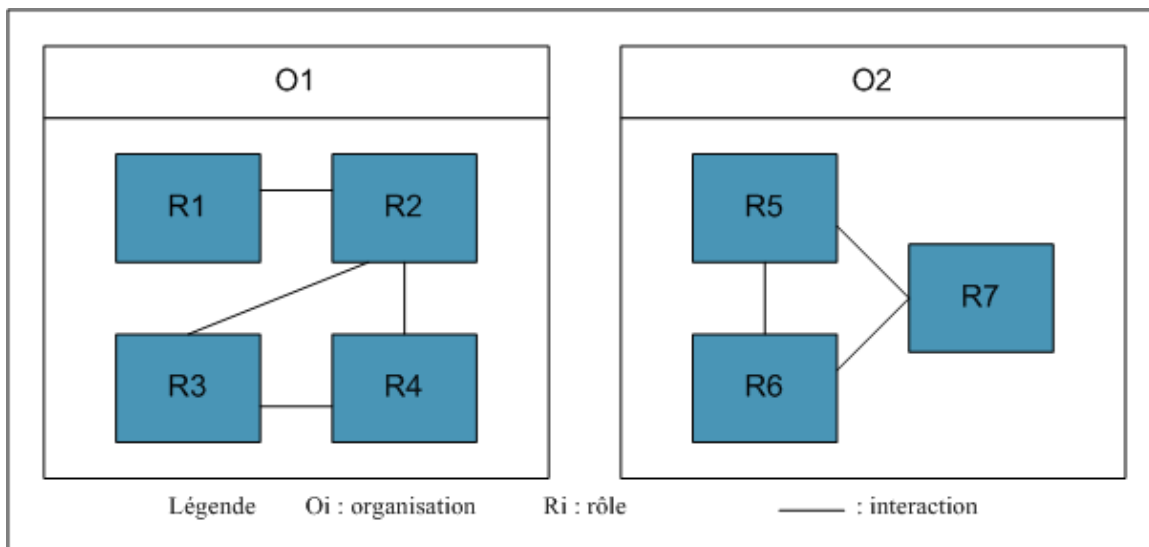 O1
O2
R1
R2
R3
R4
R5
R6
R7
Légende Oi : organisation Ri : rôle : interaction